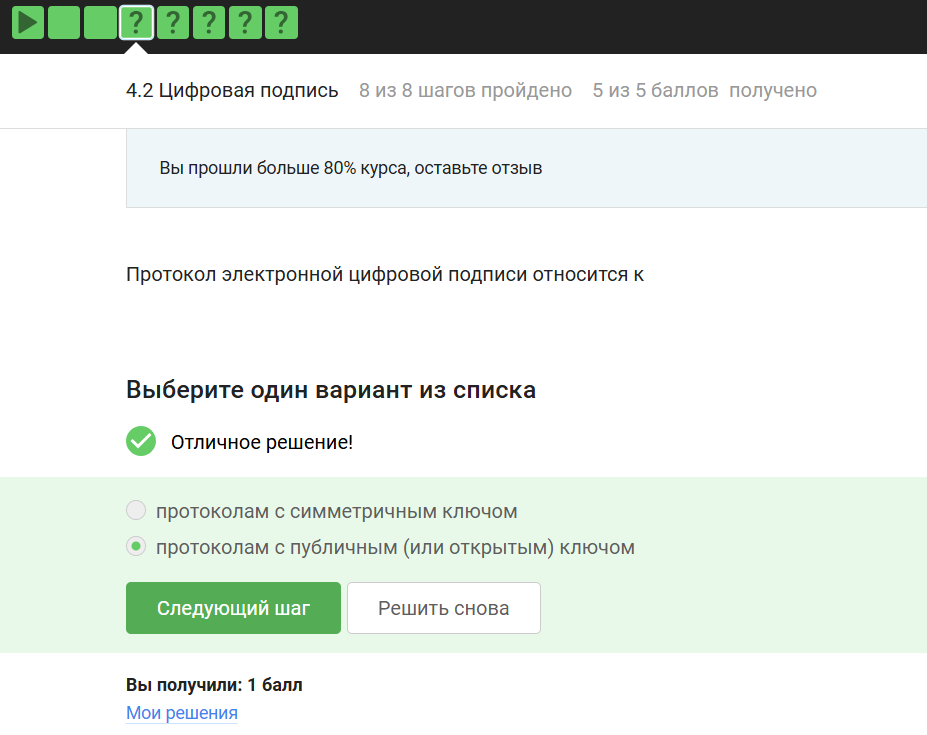 ? ? ? ? ?
4.2 Цифровая подпись 8 из 8 шагов пройдено 5 из 5 баллов получено
Вы прошли больше 80% курса, оставьте отзыв
Протокол электронной цифровой подписи относится к
Выберите один вариант из списка
Отличное решение!
протоколам с симметричным ключом
протоколам с публичным (или открытым) ключом
Следующий шаг Решить снова
Вы получили: 1 балл
Мои решения